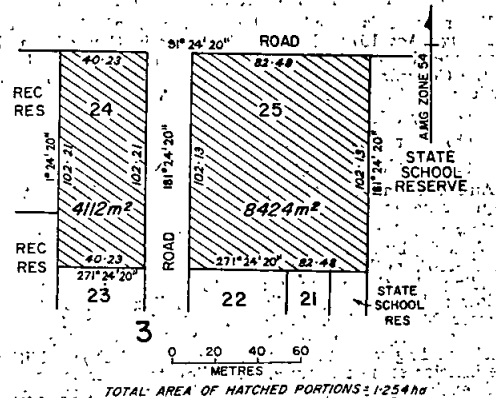 91° 24' 20" ROAD
40·23
82·48
REC
RES
24
25
1° 24' 20"
102·21
102·21
181° 24' 20"
102·13
102·13
181° 24' 20"
AMG ZONE 54
STATE
SCHOOL
RESERVE
4112m²
8424m²
REC
RES
40·23
271° 24' 20"
ROAD
271° 24' 20" 82·48
23
22
21
STATE
SCHOOL
RES
3
0 20 40 60
METRES
TOTAL AREA OF HATCHED PORTIONS = 1·254ha